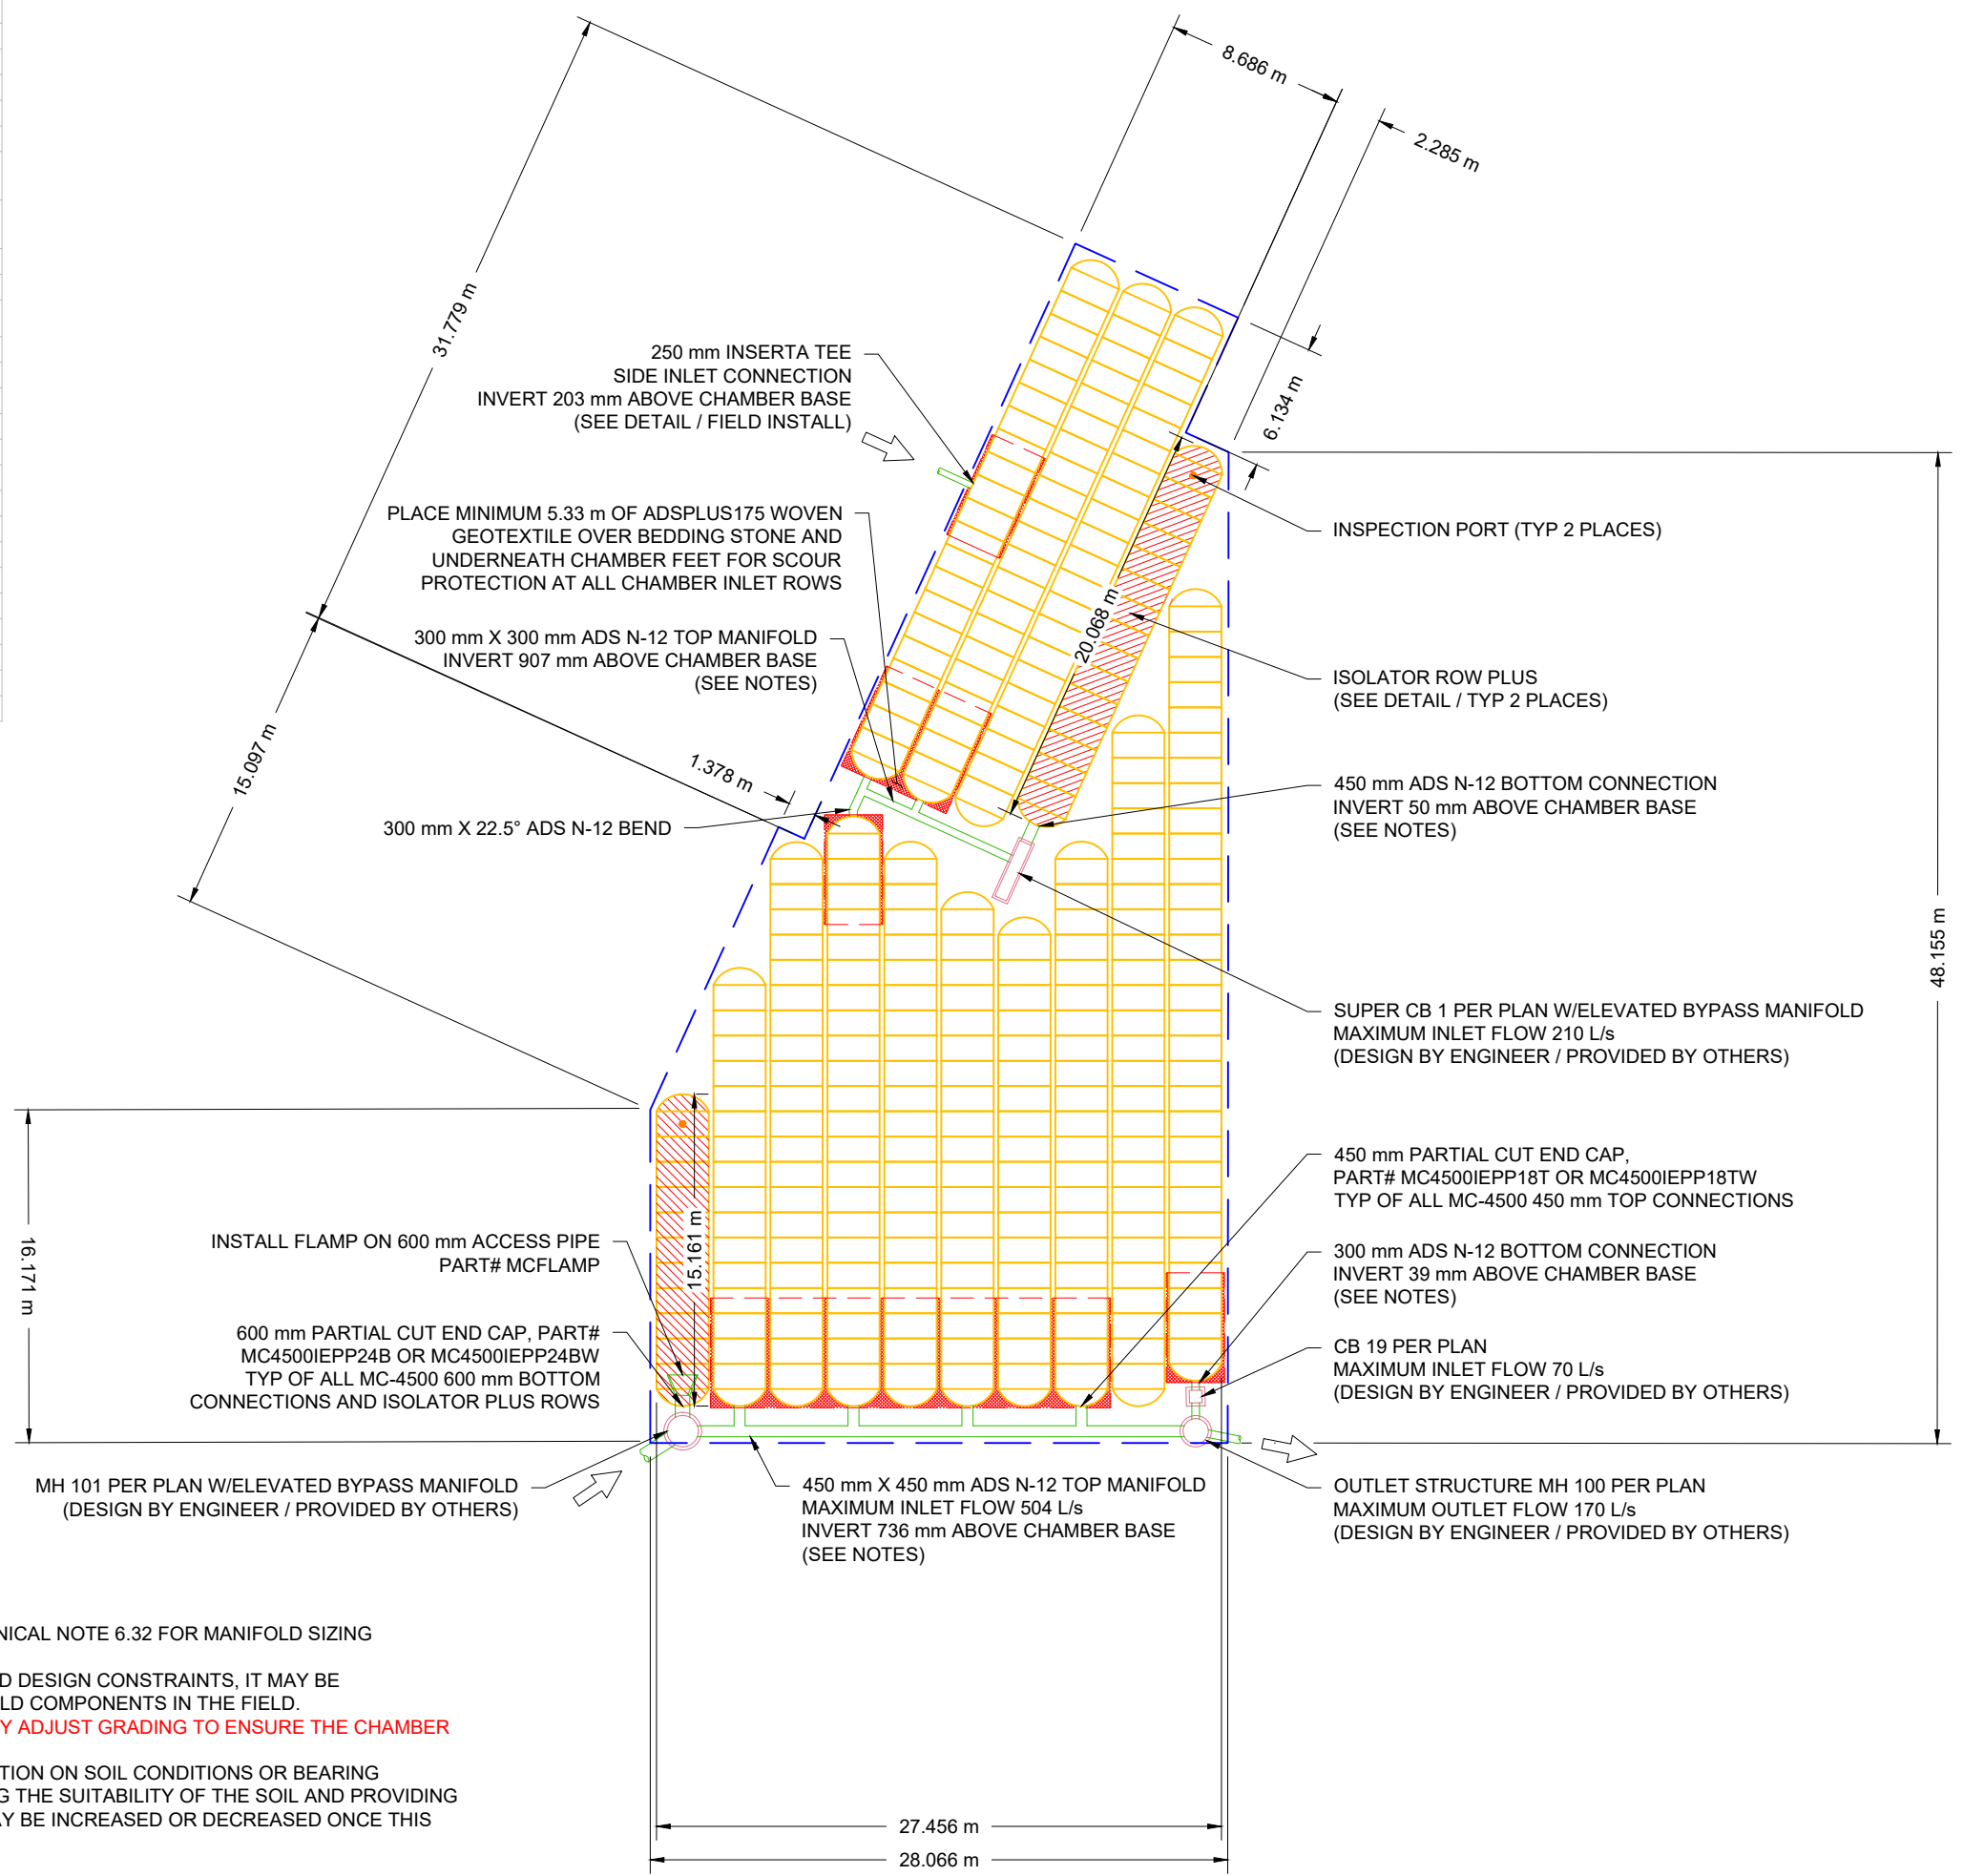 8.686 m
2.285 m
31.779 m
250 mm INSERTA TEE
SIDE INLET CONNECTION
INVERT 203 mm ABOVE CHAMBER BASE
(SEE DETAIL / FIELD INSTALL)
6.134 m
PLACE MINIMUM 5.33 m OF ADSPLUS175 WOVEN
GEOTEXTILE OVER BEDDING STONE AND
UNDERNEATH CHAMBER FEET FOR SCOUR
PROTECTION AT ALL CHAMBER INLET ROWS
INSPECTION PORT (TYP 2 PLACES)
20.068 m
300 mm X 300 mm ADS N-12 TOP MANIFOLD
INVERT 907 mm ABOVE CHAMBER BASE
(SEE NOTES)
ISOLATOR ROW PLUS
(SEE DETAIL / TYP 2 PLACES)
15.097 m
1.378 m
450 mm ADS N-12 BOTTOM CONNECTION
INVERT 50 mm ABOVE CHAMBER BASE
(SEE NOTES)
300 mm X 22.5° ADS N-12 BEND
48.155 m
SUPER CB 1 PER PLAN W/ELEVATED BYPASS MANIFOLD
MAXIMUM INLET FLOW 210 L/s
(DESIGN BY ENGINEER / PROVIDED BY OTHERS)
450 mm PARTIAL CUT END CAP,
PART# MC4500IEPP18T OR MC4500IEPP18TW
TYP OF ALL MC-4500 450 mm TOP CONNECTIONS
16.171 m
15.161 m
INSTALL FLAMP ON 600 mm ACCESS PIPE
PART# MCFLAMP
300 mm ADS N-12 BOTTOM CONNECTION
INVERT 39 mm ABOVE CHAMBER BASE
(SEE NOTES)
600 mm PARTIAL CUT END CAP, PART#
MC4500IEPP24B OR MC4500IEPP24BW
TYP OF ALL MC-4500 600 mm BOTTOM
CONNECTIONS AND ISOLATOR PLUS ROWS
CB 19 PER PLAN
MAXIMUM INLET FLOW 70 L/s
(DESIGN BY ENGINEER / PROVIDED BY OTHERS)
MH 101 PER PLAN W/ELEVATED BYPASS MANIFOLD
(DESIGN BY ENGINEER / PROVIDED BY OTHERS)
450 mm X 450 mm ADS N-12 TOP MANIFOLD
MAXIMUM INLET FLOW 504 L/s
INVERT 736 mm ABOVE CHAMBER BASE
(SEE NOTES)
OUTLET STRUCTURE MH 100 PER PLAN
MAXIMUM OUTLET FLOW 170 L/s
(DESIGN BY ENGINEER / PROVIDED BY OTHERS)
NICAL NOTE 6.32 FOR MANIFOLD SIZING
D DESIGN CONSTRAINTS, IT MAY BE
LD COMPONENTS IN THE FIELD.
Y ADJUST GRADING TO ENSURE THE CHAMBER
TION ON SOIL CONDITIONS OR BEARING
G THE SUITABILITY OF THE SOIL AND PROVIDING
AY BE INCREASED OR DECREASED ONCE THIS
27.456 m
28.066 m